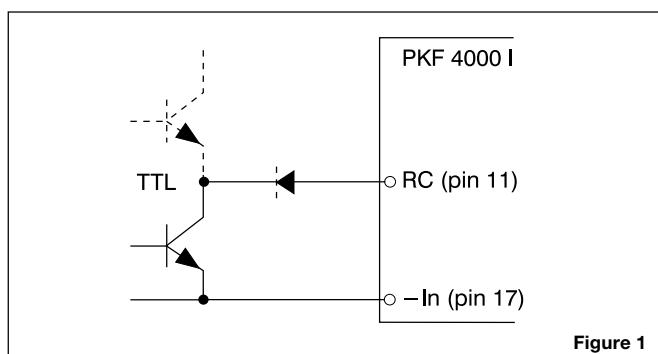 PKF 4000 I
TTL
RC (pin 11)
–In (pin 17)
Figure 1